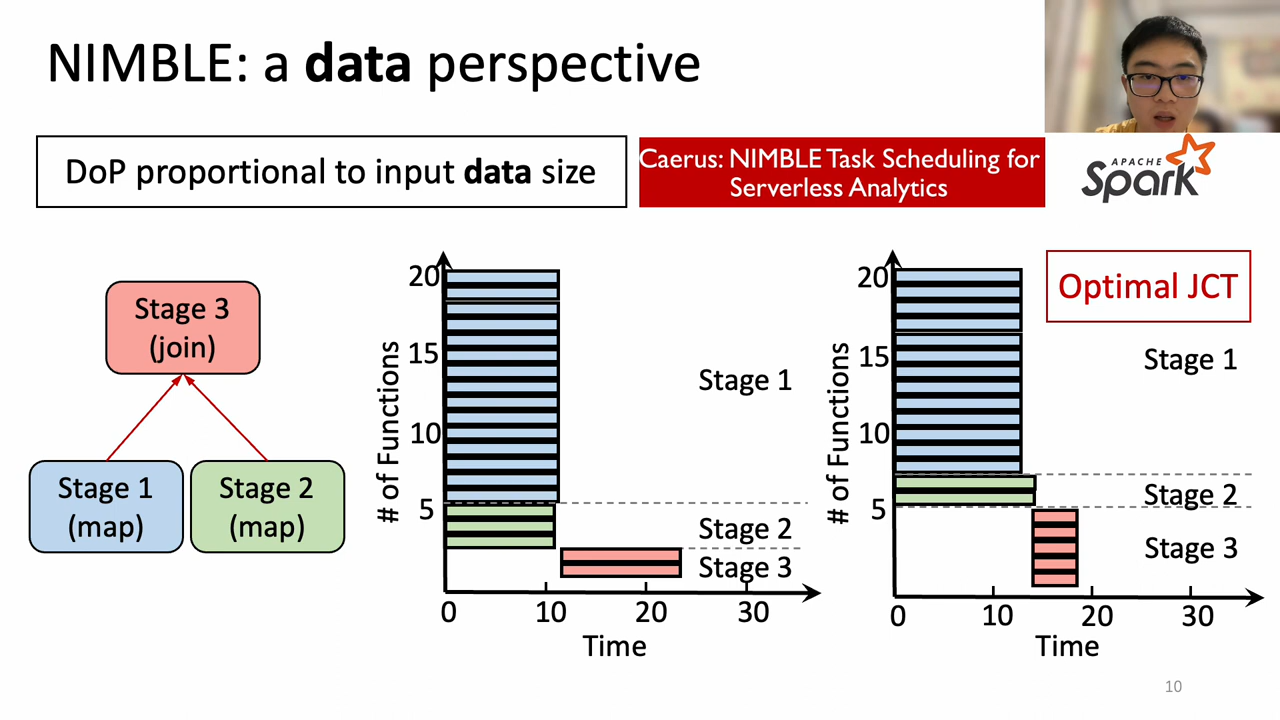 NIMBLE: a data perspective
DoP proportional to input data size
Caerus: NIMBLE Task Scheduling for
Serverless Analytics
APACHE
Spark
Stage 3
(join)
Stage 1
(map)
Stage 2
(map)
# of Functions
20
15
10
5
0
10
20
30
Time
Stage 1
Stage 2
Stage 3
Optimal JCT
# of Functions
20
15
10
5
0
10
20
30
Time
Stage 1
Stage 2
Stage 3
10